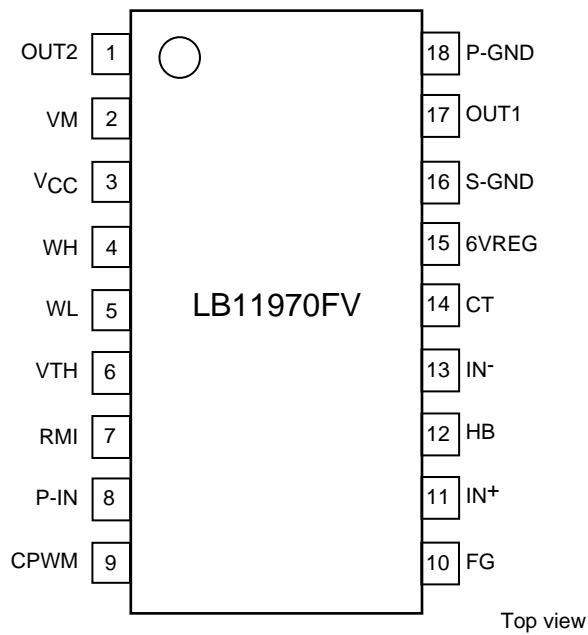 OUT2 1 18 P-GND
VM 2 17 OUT1
VCC 3 16 S-GND
WH 4 15 6VREG
WL 5 LB11970FV 14 CT
VTH 6 13 IN-
RMI 7 12 HB
P-IN 8 11 IN+
CPWM 9 10 FG
Top view